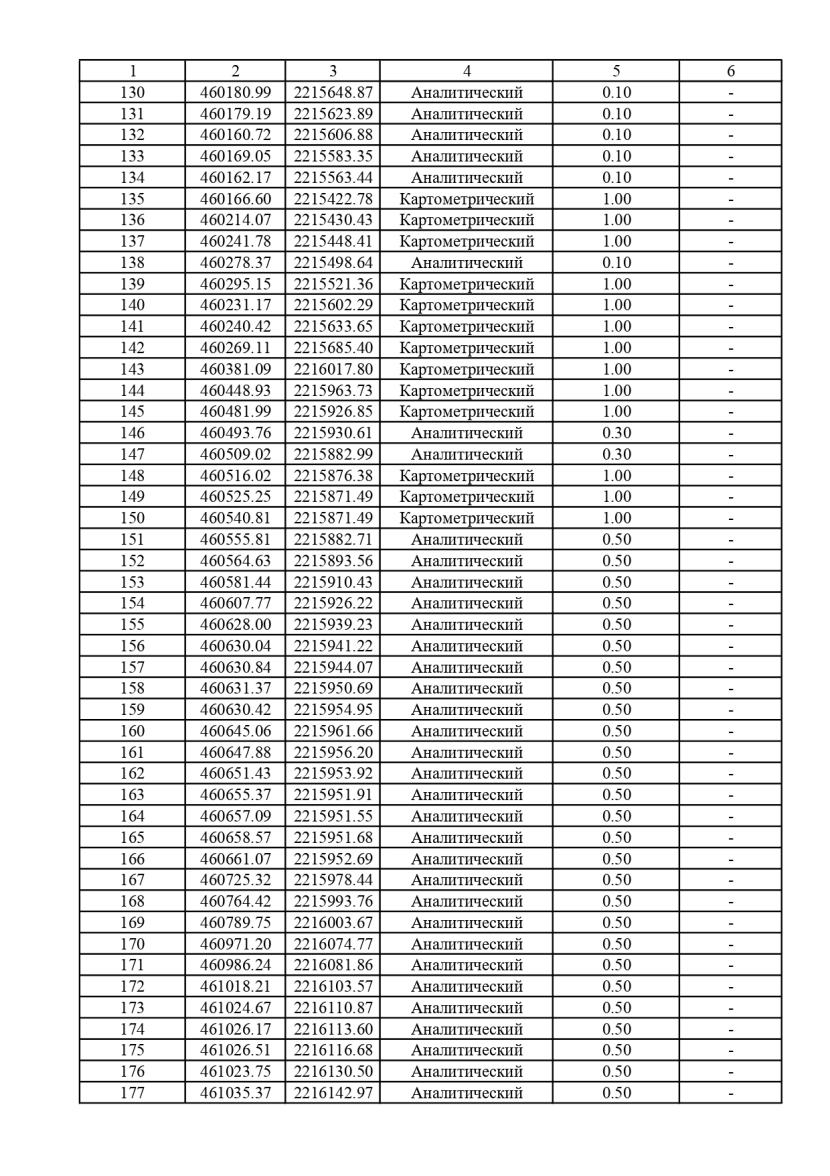 1 2 3 4 5 6
130 460180.99 2215648.87 Аналитический 0.10 -
131 460179.19 2215623.89 Аналитический 0.10 -
132 460160.72 2215606.88 Аналитический 0.10 -
133 460169.05 2215583.35 Аналитический 0.10 -
134 460162.17 2215563.44 Аналитический 0.10 -
135 460166.60 2215422.78 Картометрический 1.00 -
136 460214.07 2215430.43 Картометрический 1.00 -
137 460241.78 2215448.41 Картометрический 1.00 -
138 460278.37 2215498.64 Аналитический 0.10 -
139 460295.15 2215521.36 Картометрический 1.00 -
140 460231.17 2215602.29 Картометрический 1.00 -
141 460240.42 2215633.65 Картометрический 1.00 -
142 460269.11 2215685.40 Картометрический 1.00 -
143 460381.09 2216017.80 Картометрический 1.00 -
144 460448.93 2215963.73 Картометрический 1.00 -
145 460481.99 2215926.85 Картометрический 1.00 -
146 460493.76 2215930.61 Аналитический 0.30 -
147 460509.02 2215882.99 Аналитический 0.30 -
148 460516.02 2215876.38 Картометрический 1.00 -
149 460525.25 2215871.49 Картометрический 1.00 -
150 460540.81 2215871.49 Картометрический 1.00 -
151 460555.81 2215882.71 Аналитический 0.50 -
152 460564.63 2215893.56 Аналитический 0.50 -
153 460581.44 2215910.43 Аналитический 0.50 -
154 460607.77 2215926.22 Аналитический 0.50 -
155 460628.00 2215939.23 Аналитический 0.50 -
156 460630.04 2215941.22 Аналитический 0.50 -
157 460630.84 2215944.07 Аналитический 0.50 -
158 460631.37 2215950.69 Аналитический 0.50 -
159 460630.42 2215954.95 Аналитический 0.50 -
160 460645.06 2215961.66 Аналитический 0.50 -
161 460647.88 2215956.20 Аналитический 0.50 -
162 460651.43 2215953.92 Аналитический 0.50 -
163 460655.37 2215951.91 Аналитический 0.50 -
164 460657.09 2215951.55 Аналитический 0.50 -
165 460658.57 2215951.68 Аналитический 0.50 -
166 460661.07 2215952.69 Аналитический 0.50 -
167 460725.32 2215978.44 Аналитический 0.50 -
168 460764.42 2215993.76 Аналитический 0.50 -
169 460789.75 2216003.67 Аналитический 0.50 -
170 460971.20 2216074.77 Аналитический 0.50 -
171 460986.24 2216081.86 Аналитический 0.50 -
172 461018.21 2216103.57 Аналитический 0.50 -
173 461024.67 2216110.87 Аналитический 0.50 -
174 461026.17 2216113.60 Аналитический 0.50 -
175 461026.51 2216116.68 Аналитический 0.50 -
176 461023.75 2216130.50 Аналитический 0.50 -
177 461035.37 2216142.97 Аналитический 0.50 -